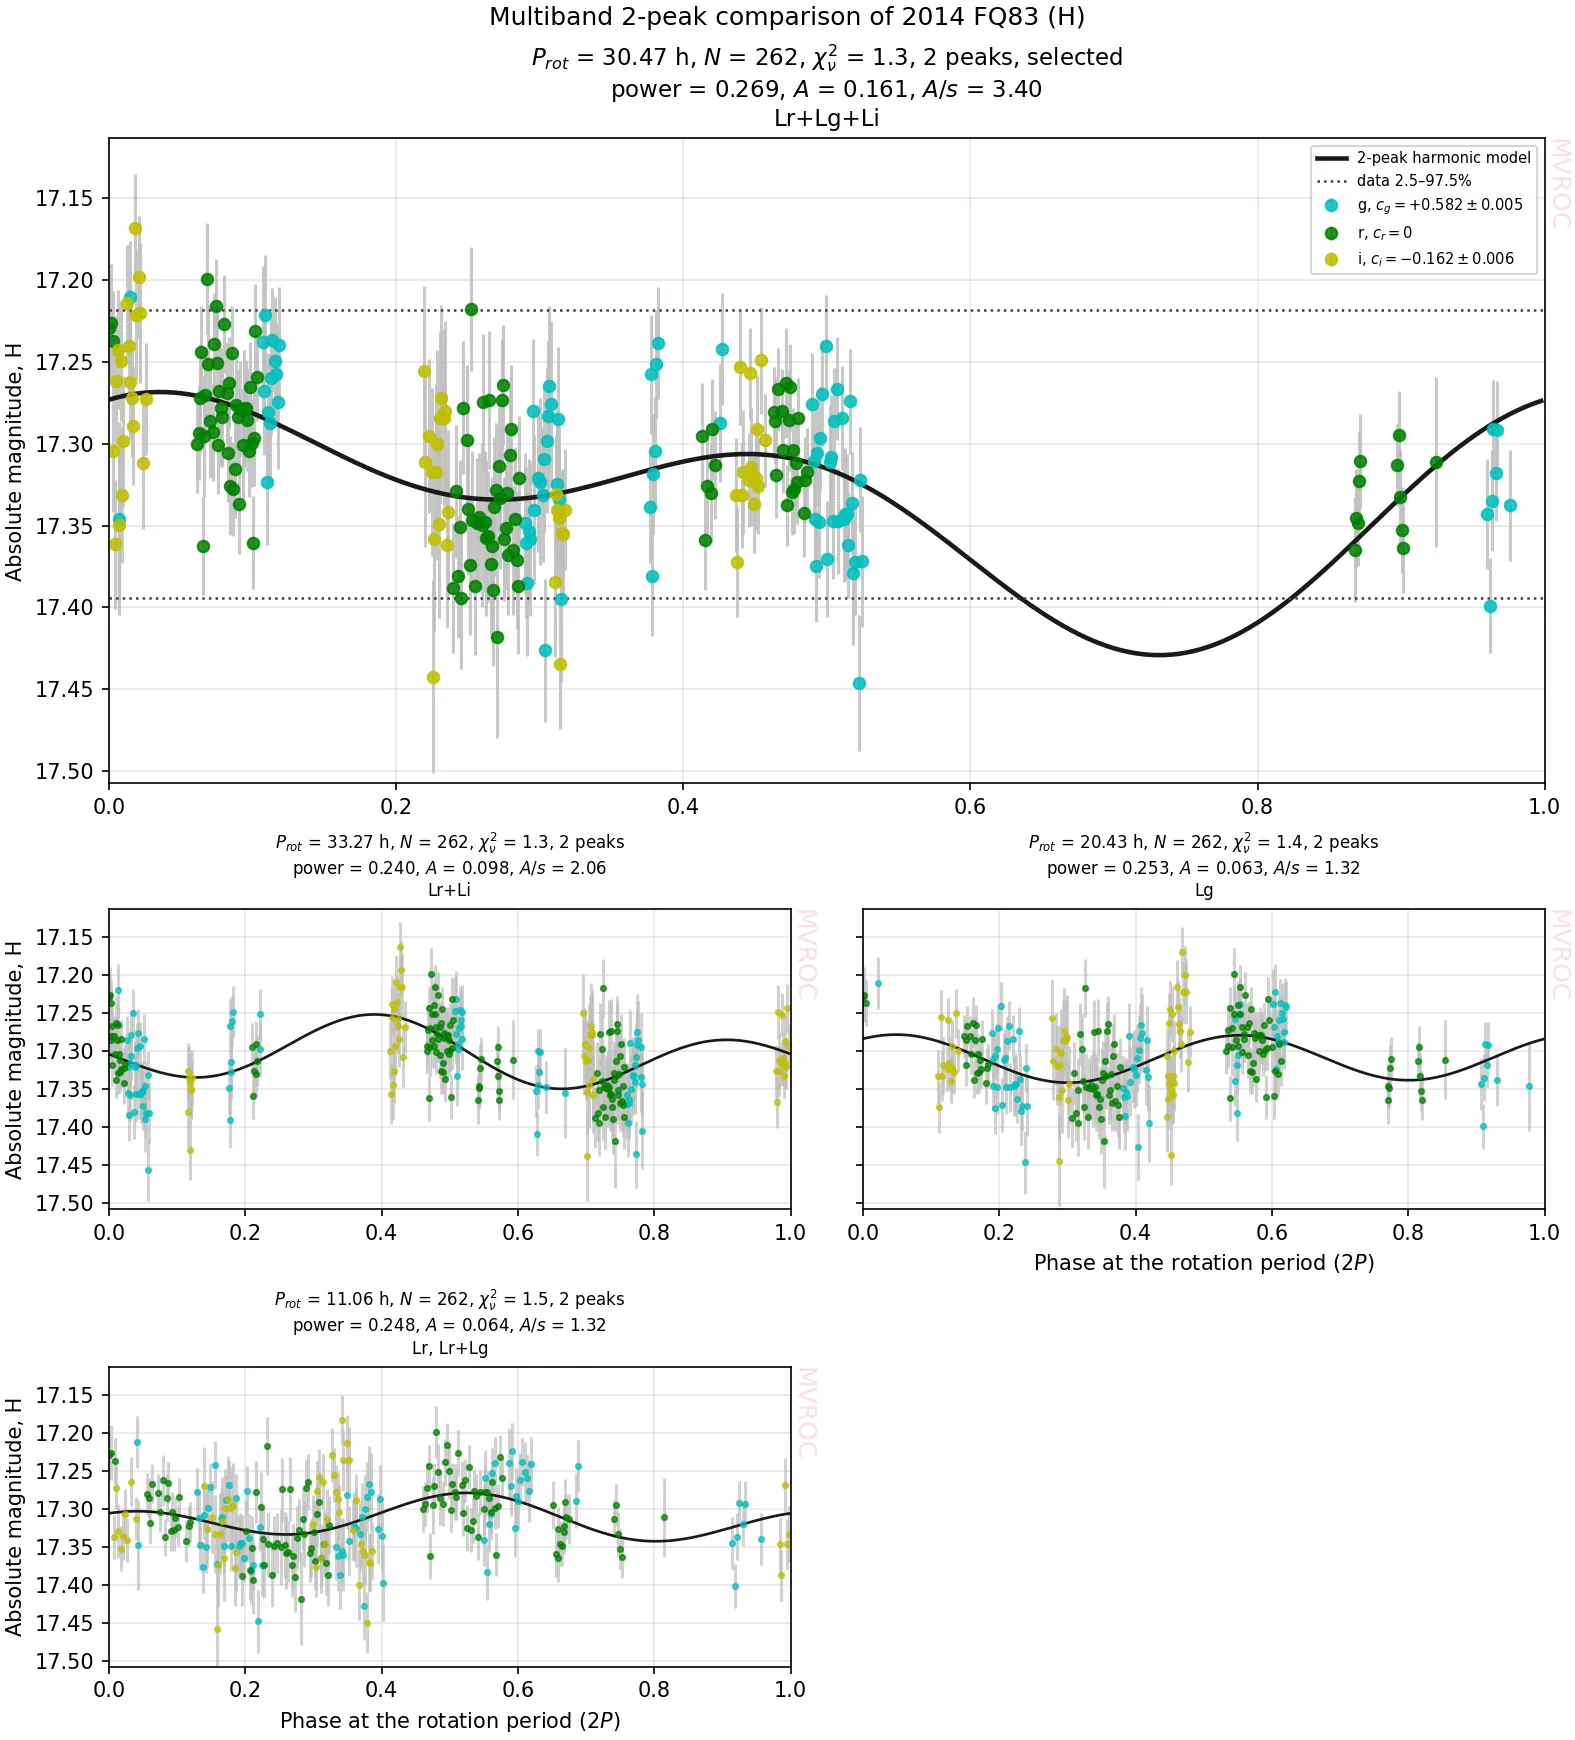 Multiband 2-peak comparison of 2014 FQ83 (H)
P_rot = 30.47 h, N = 262, χ²_ν = 1.3, 2 peaks, selected
power = 0.269, A = 0.161, A/s = 3.40
Lr+Lg+Li
2-peak harmonic model
data 2.5–97.5%
g, c_g = +0.582 ± 0.005
r, c_r = 0
i, c_i = −0.162 ± 0.006
MVROC
Absolute magnitude, H
17.15
17.20
17.25
17.30
17.35
17.40
17.45
17.50
0.0 0.2 0.4 0.6 0.8 1.0
P_rot = 33.27 h, N = 262, χ²_ν = 1.3, 2 peaks
power = 0.240, A = 0.098, A/s = 2.06
Lr+Li
MVROC
Absolute magnitude, H
17.15
17.20
17.25
17.30
17.35
17.40
17.45
17.50
0.0 0.2 0.4 0.6 0.8 1.0
P_rot = 20.43 h, N = 262, χ²_ν = 1.4, 2 peaks
power = 0.253, A = 0.063, A/s = 1.32
Lg
MVROC
0.0 0.2 0.4 0.6 0.8 1.0
Phase at the rotation period (2P)
P_rot = 11.06 h, N = 262, χ²_ν = 1.5, 2 peaks
power = 0.248, A = 0.064, A/s = 1.32
Lr, Lr+Lg
MVROC
Absolute magnitude, H
17.15
17.20
17.25
17.30
17.35
17.40
17.45
17.50
0.0 0.2 0.4 0.6 0.8 1.0
Phase at the rotation period (2P)